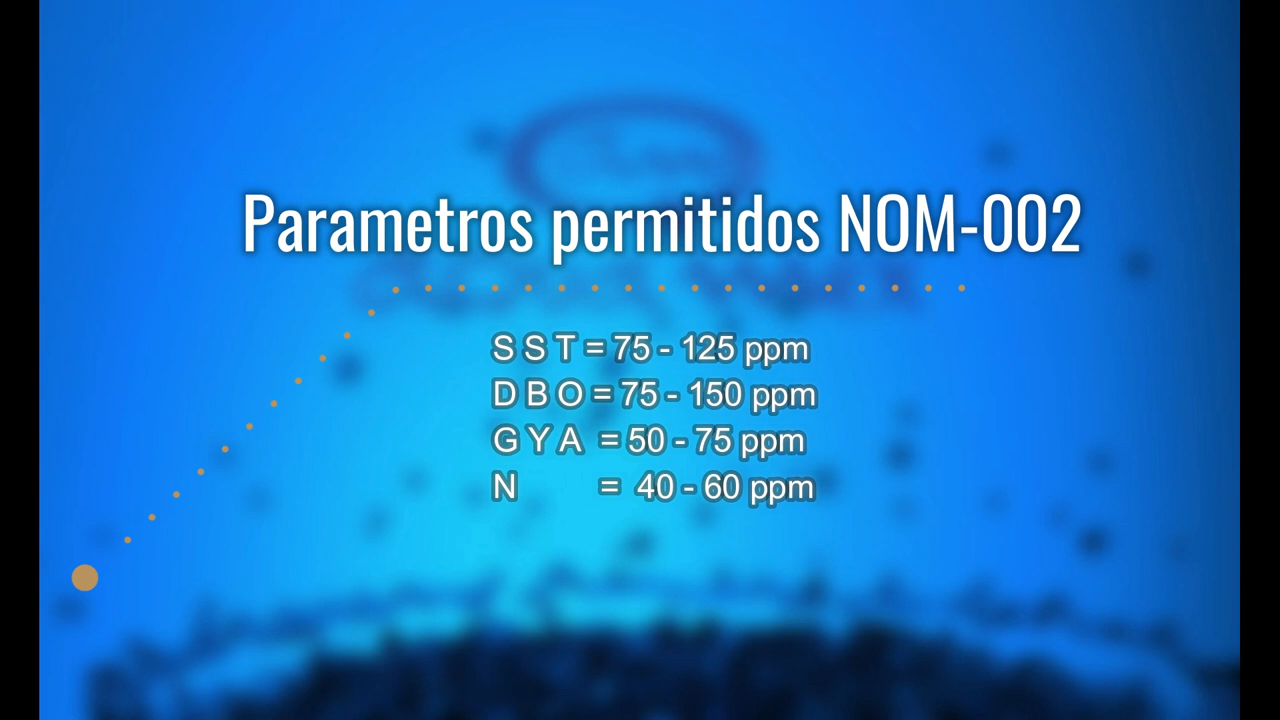 Parametros permitidos NOM-002
S S T = 75 - 125 ppm
D B O = 75 - 150 ppm
G Y A = 50 - 75 ppm
N = 40 - 60 ppm